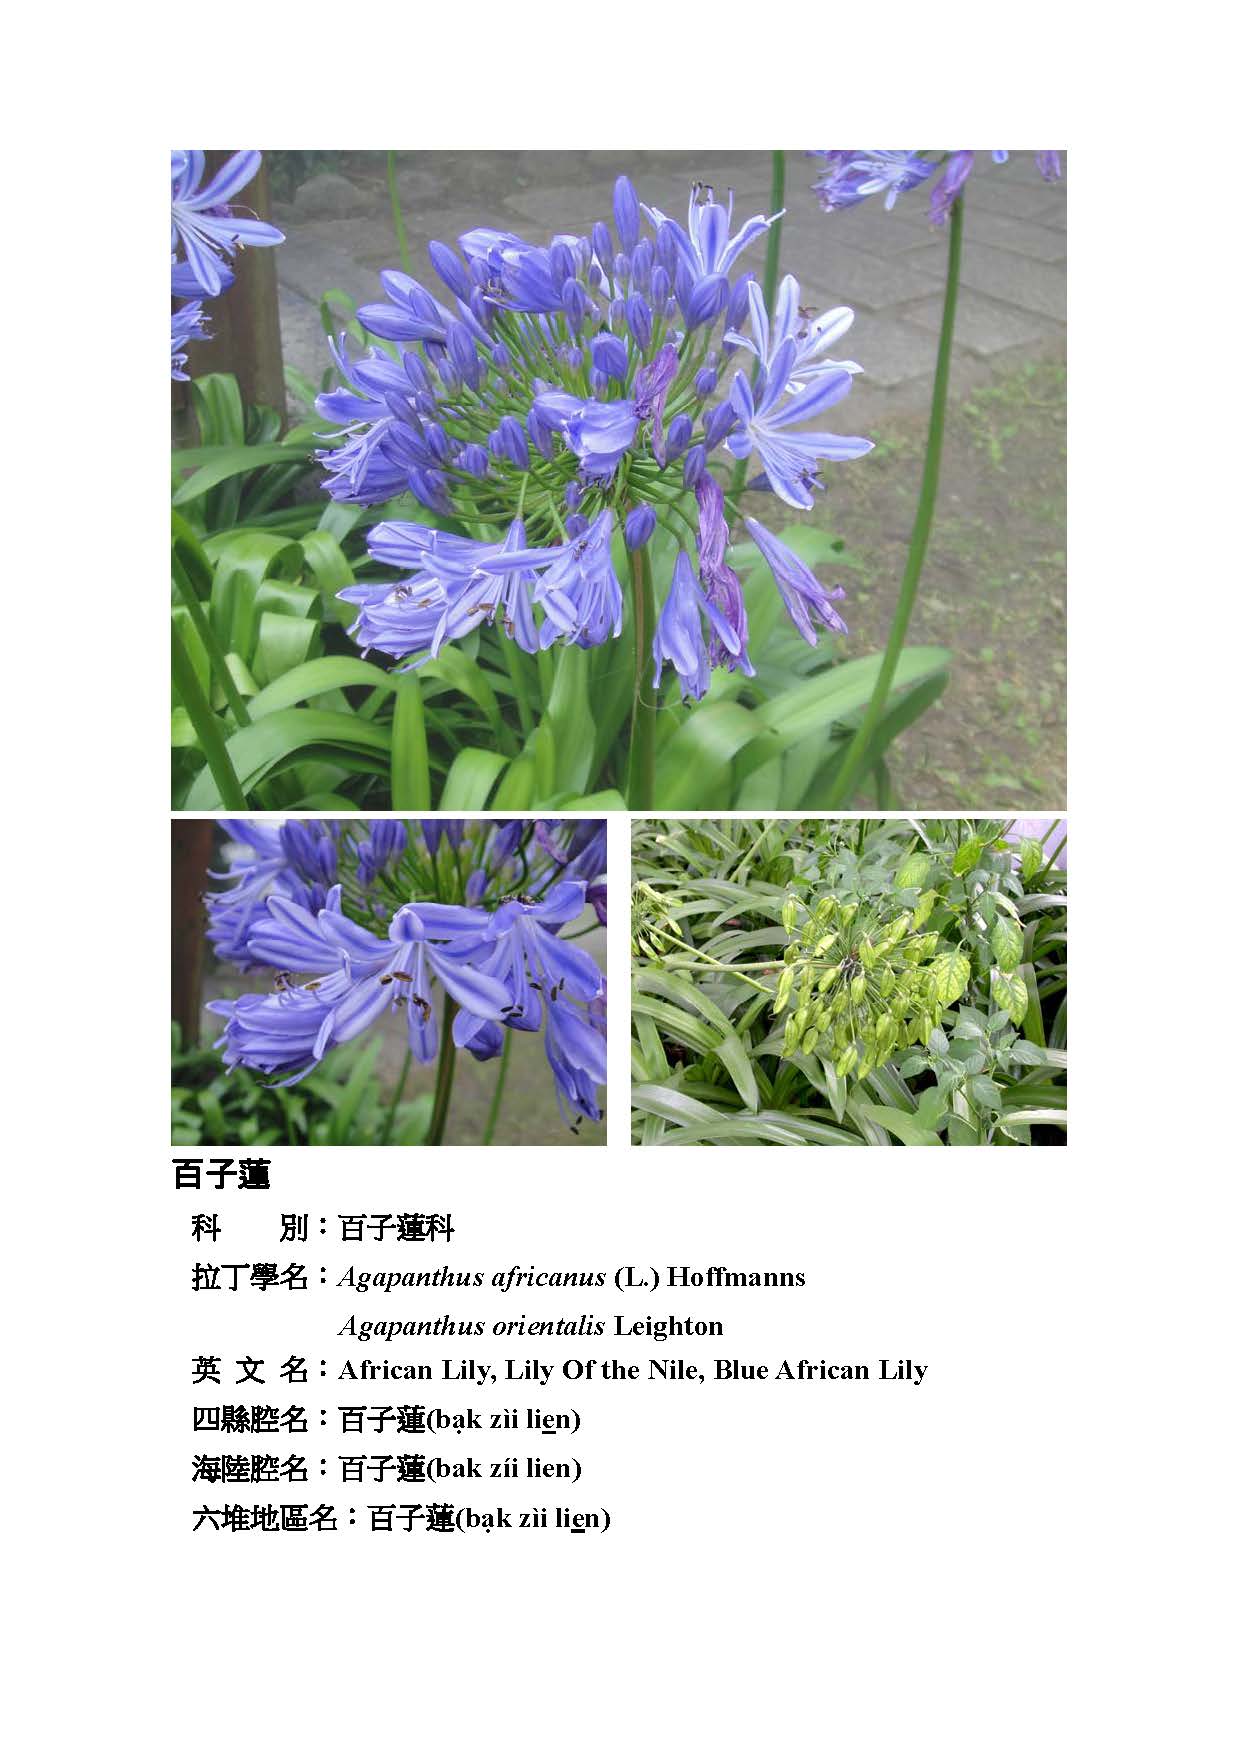 百子蓮
科　　別：百子蓮科
拉丁學名：Agapanthus africanus (L.) Hoffmanns
Agapanthus orientalis Leighton
英 文 名：African Lily, Lily Of the Nile, Blue African Lily
四縣腔名：百子蓮(bạk zìi lie̲n)
海陸腔名：百子蓮(bak zíi lien)
六堆地區名：百子蓮(bạk zìi lie̲n)